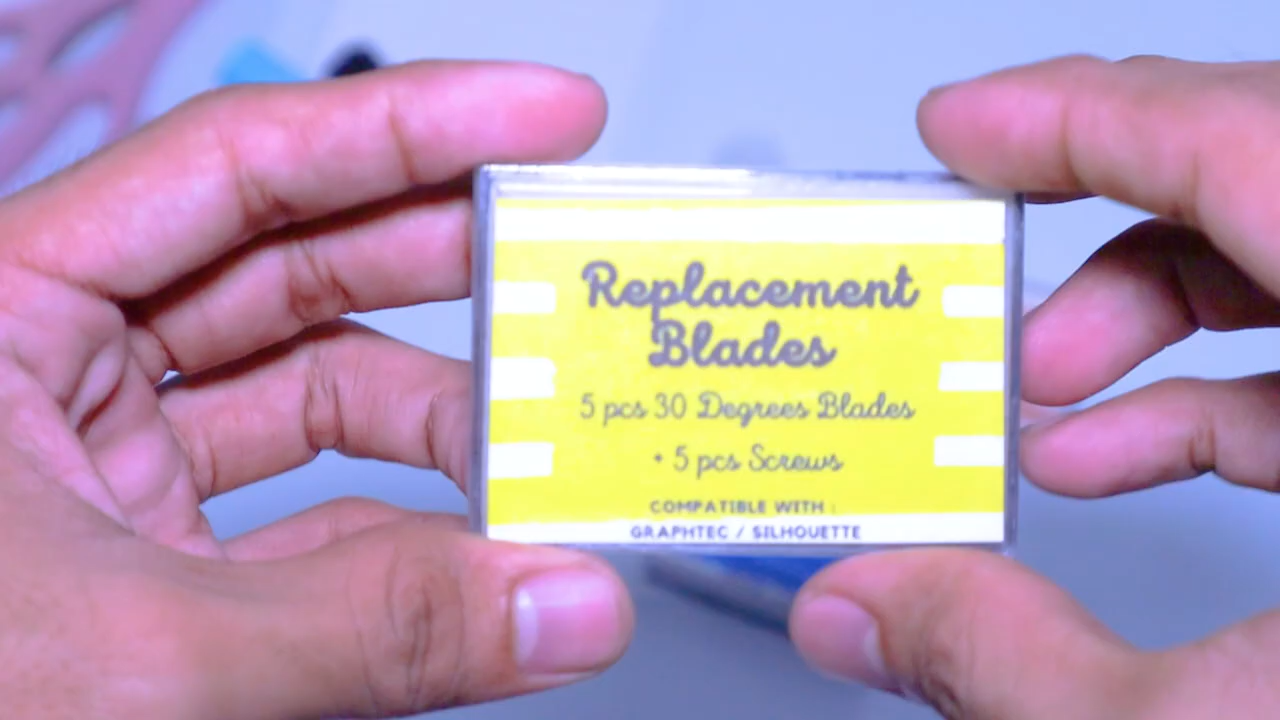 Replacement
Blades
5 pcs 30 Degrees Blades
+ 5 pcs Screws
COMPATIBLE WITH :
GRAPHTEC / SILHOUETTE